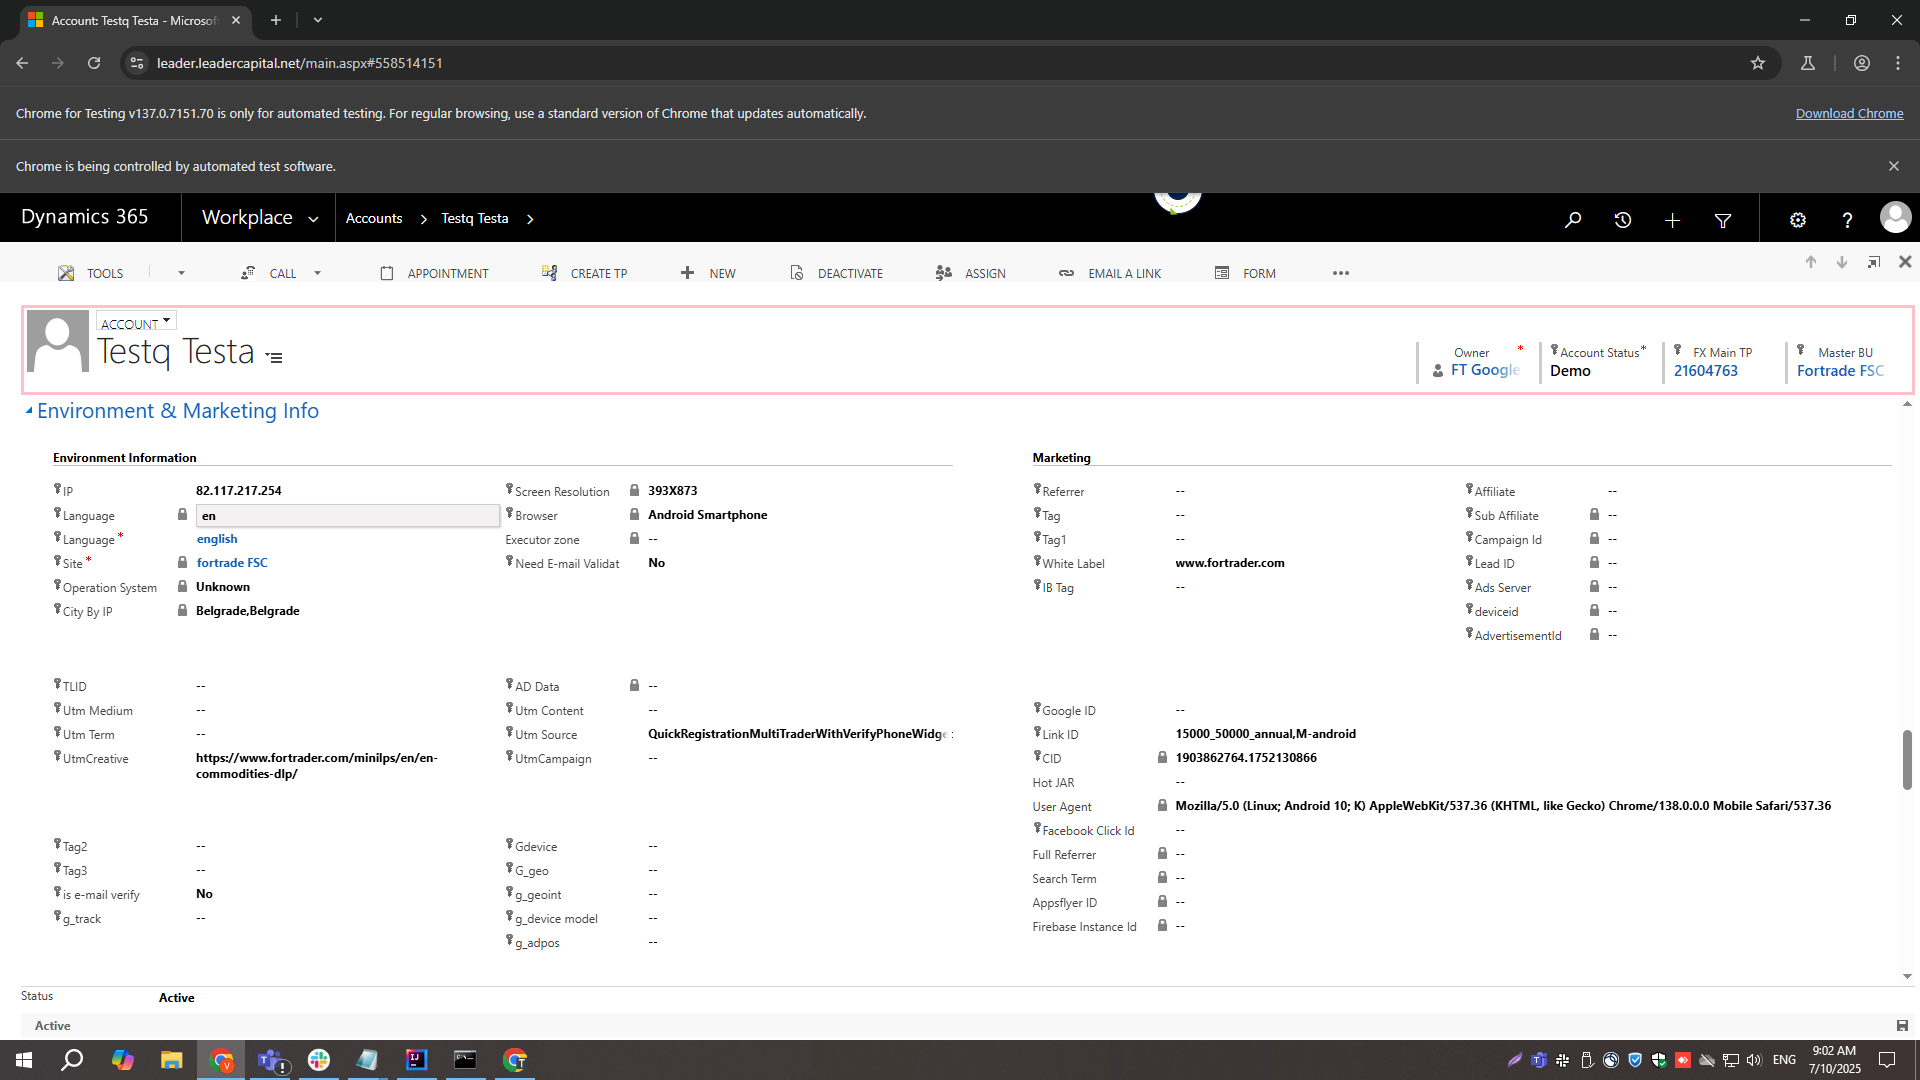 Account: Testq Testa - Microsof
leader.leadercapital.net/main.aspx#558514151
Chrome for Testing v137.0.7151.70 is only for automated testing. For regular browsing, use a standard version of Chrome that updates automatically.
Download Chrome
Chrome is being controlled by automated test software.
Dynamics 365
Workplace
Accounts
Testq Testa
TOOLS
CALL
APPOINTMENT
CREATE TP
NEW
DEACTIVATE
ASSIGN
EMAIL A LINK
FORM
ACCOUNT
Testq Testa
Owner *
FT Google
Account Status *
Demo
FX Main TP
21604763
Master BU
Fortrade FSC
Environment & Marketing Info
Environment Information
IP 82.117.217.254
Language en
Language * english
Site * fortrade FSC
Operation System Unknown
City By IP Belgrade,Belgrade
Screen Resolution 393X873
Browser Android Smartphone
Executor zone --
Need E-mail Validat No
TLID --
Utm Medium --
Utm Term --
UtmCreative https://www.fortrader.com/minilps/en/en-
commodities-dlp/
AD Data --
Utm Content --
Utm Source QuickRegistrationMultiTraderWithVerifyPhoneWidge
UtmCampaign --
Tag2 --
Tag3 --
is e-mail verify No
g_track --
Gdevice --
G_geo --
g_geoint --
g_device model --
g_adpos --
Marketing
Referrer --
Tag --
Tag1 --
White Label www.fortrader.com
IB Tag --
Affiliate --
Sub Affiliate --
Campaign Id --
Lead ID --
Ads Server --
deviceid --
AdvertisementId --
Google ID --
Link ID 15000_50000_annual,M-android
CID 1903862764.1752130866
Hot JAR --
User Agent Mozilla/5.0 (Linux; Android 10; K) AppleWebKit/537.36 (KHTML, like Gecko) Chrome/138.0.0.0 Mobile Safari/537.36
Facebook Click Id --
Full Referrer --
Search Term --
Appsflyer ID --
Firebase Instance Id --
Status Active
Active
ENG
9:02 AM
7/10/2025